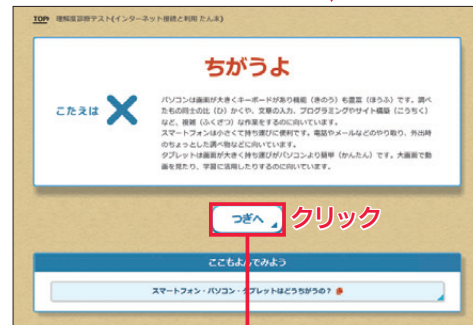 TOP 理解度診断テスト(インターネット接続と利用 たんまつ)
ちがうよ
こたえは ×
パソコンは画面が大きくキーボードがあり機能(きのう)も豊富(ほうふ)です。調べ
たもの同士の比(ひ)かくや、文章の入力、プログラミングやサイト構築(こうちく)
など、複雑(ふくざつ)な作業をするのに向いています。
スマートフォンは小さくて持ち運びに便利です。電話やメールなどのやり取り、外出時
のちょっとした調べ物などに向いています。
タブレットは画面が大きく持ち運びがパソコンより簡単(かんたん)です。大画面で動
画を見たり、学習に活用したりするのに向いています。
つぎへ クリック
ここもよんでみよう
スマートフォン・パソコン・タブレットはどうちがうの?